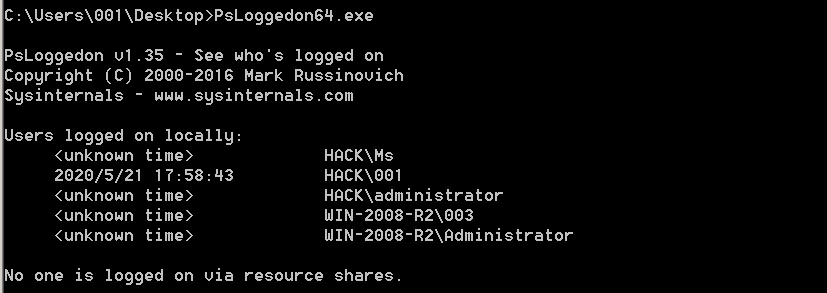 C:\Users\001\Desktop>PsLoggedon64.exe
PsLoggedon v1.35 - See who's logged on
Copyright (C) 2000-2016 Mark Russinovich
Sysinternals - www.sysinternals.com
Users logged on locally:
<unknown time> HACK\Ms
2020/5/21 17:58:43 HACK\001
<unknown time> HACK\administrator
<unknown time> WIN-2008-R2\003
<unknown time> WIN-2008-R2\Administrator
No one is logged on via resource shares.